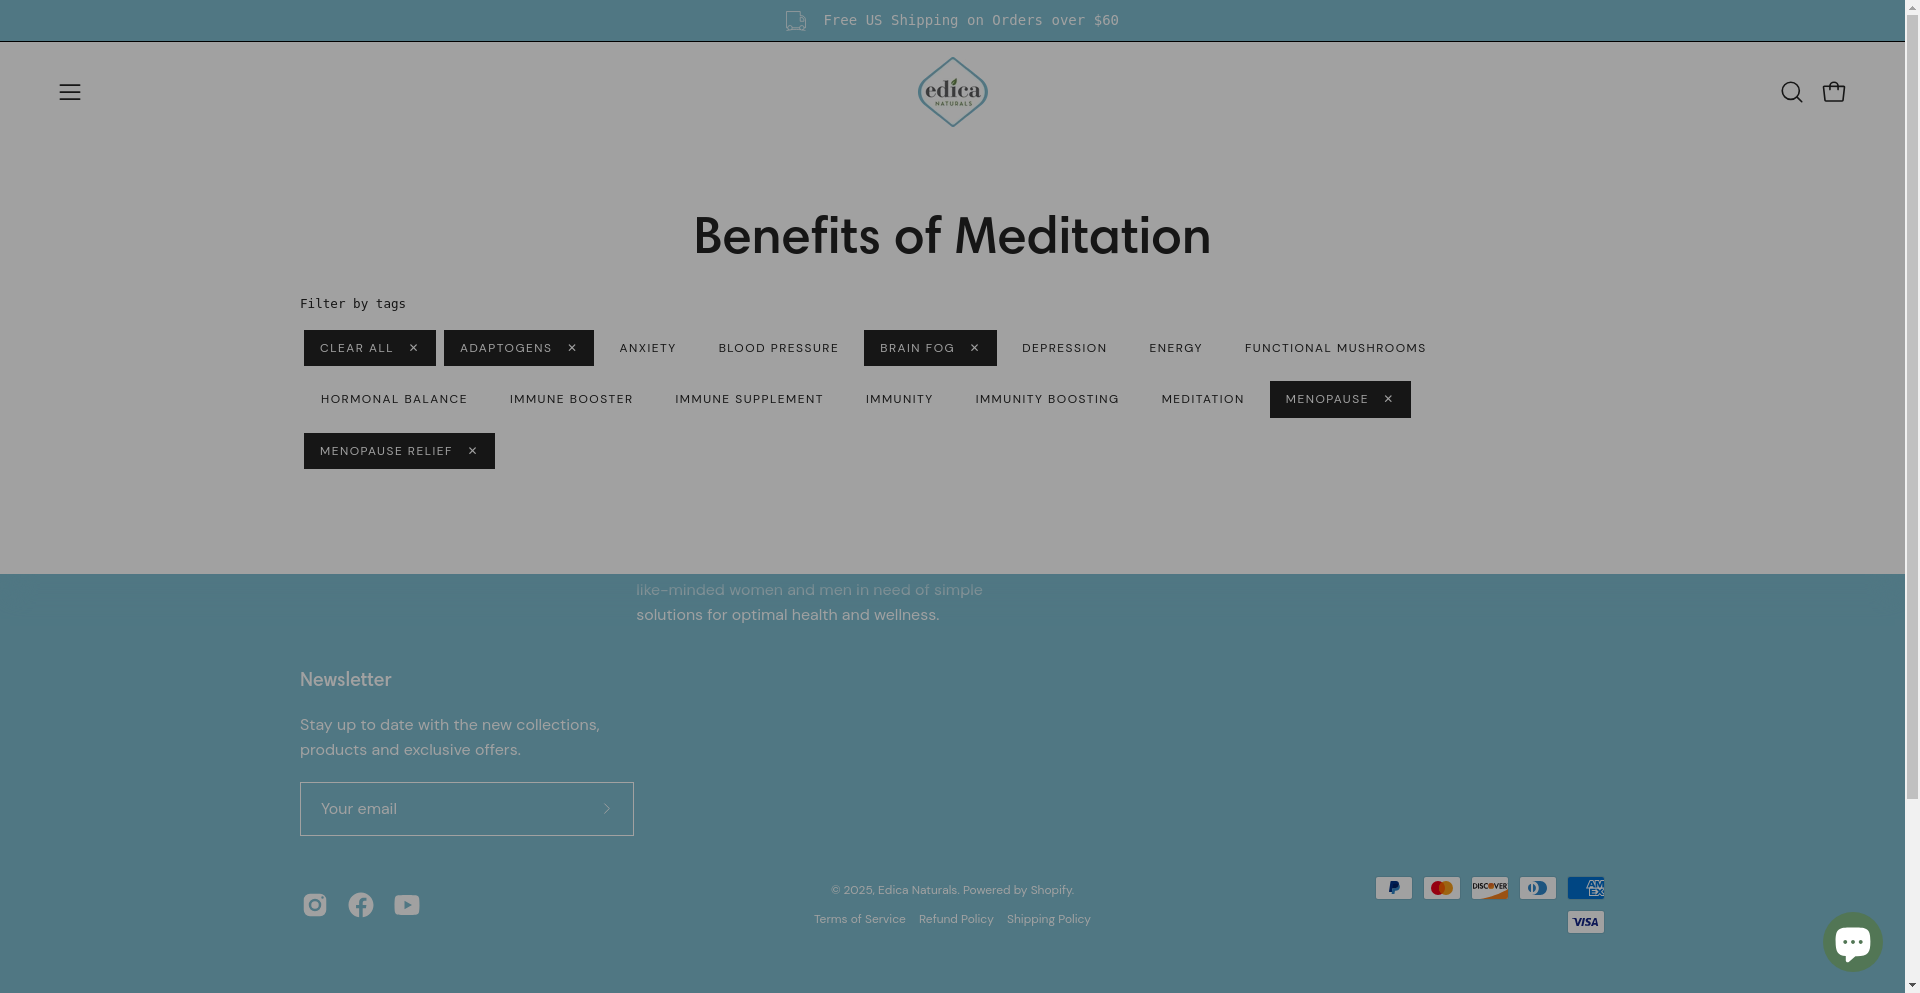 Free US Shipping on Orders over $60
edica
NATURALS
Benefits of Meditation
Filter by tags
CLEAR ALL ✕ ADAPTOGENS ✕ ANXIETY BLOOD PRESSURE BRAIN FOG ✕ DEPRESSION ENERGY FUNCTIONAL MUSHROOMS
HORMONAL BALANCE IMMUNE BOOSTER IMMUNE SUPPLEMENT IMMUNITY IMMUNITY BOOSTING MEDITATION MENOPAUSE ✕
MENOPAUSE RELIEF ✕
like-minded women and men in need of simple
solutions for optimal health and wellness.
Newsletter
Stay up to date with the new collections,
products and exclusive offers.
Your email
© 2025, Edica Naturals. Powered by Shopify.
Terms of Service Refund Policy Shipping Policy
DISCOVER
AM
EX
VISA